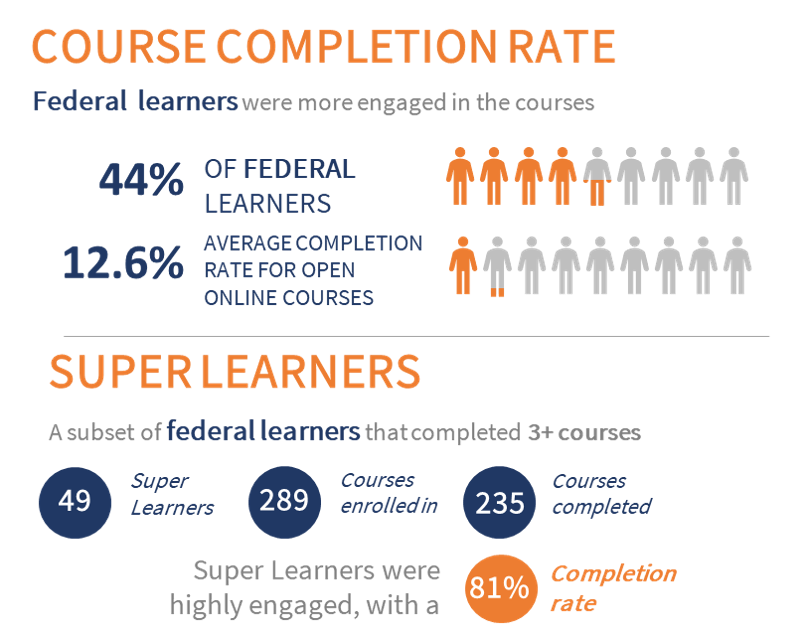 COURSE COMPLETION RATE
Federal learners were more engaged in the courses
44%
OF FEDERAL
LEARNERS
12.6%
AVERAGE COMPLETION
RATE FOR OPEN
ONLINE COURSES
SUPER LEARNERS
A subset of federal learners that completed 3+ courses
49
Super
Learners
289
Courses
enrolled in
235
Courses
completed
Super Learners were
highly engaged, with a
81%
Completion
rate